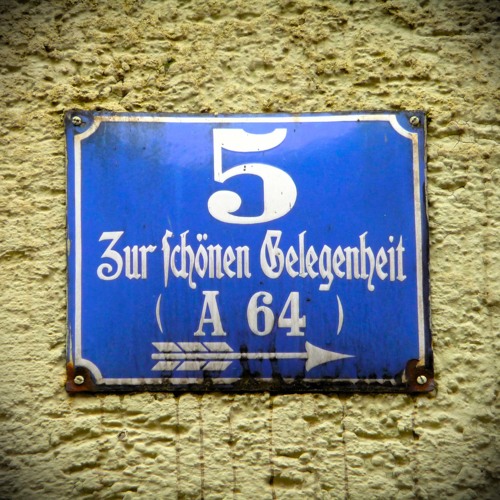 5
Zur schönen Gelegenheit
( A 64 )